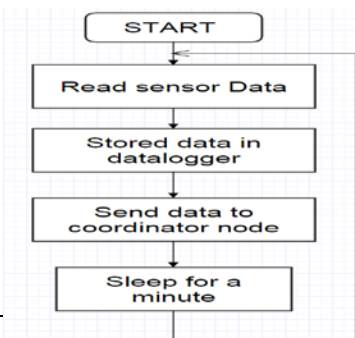 START
Read sensor Data
Stored data in
datalogger
Send data to
coordinator node
Sleep for a
minute